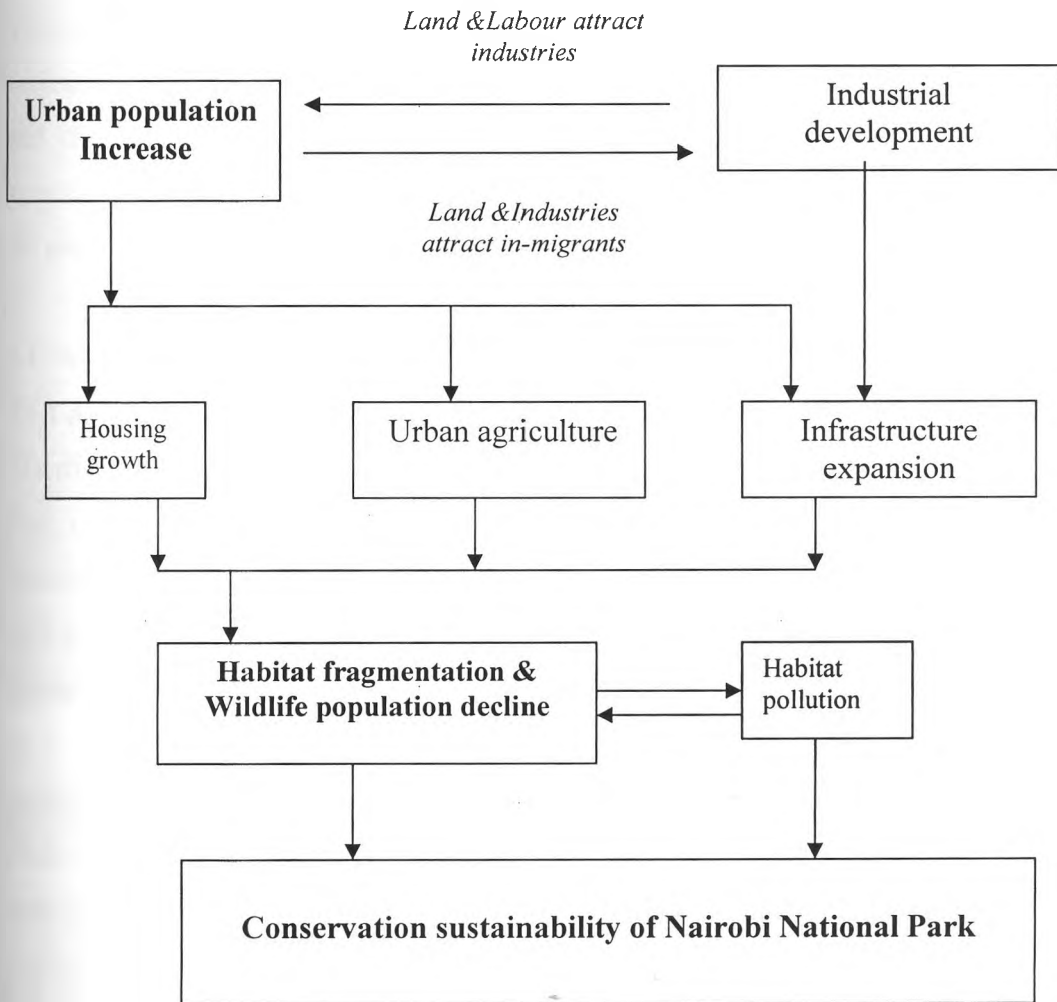 Land &Labour attract
industries
Urban population
Increase
Industrial
development
Land &Industries
attract in-migrants
Housing
growth
Urban agriculture
Infrastructure
expansion
Habitat fragmentation &
Wildlife population decline
Habitat
pollution
Conservation sustainability of Nairobi National Park